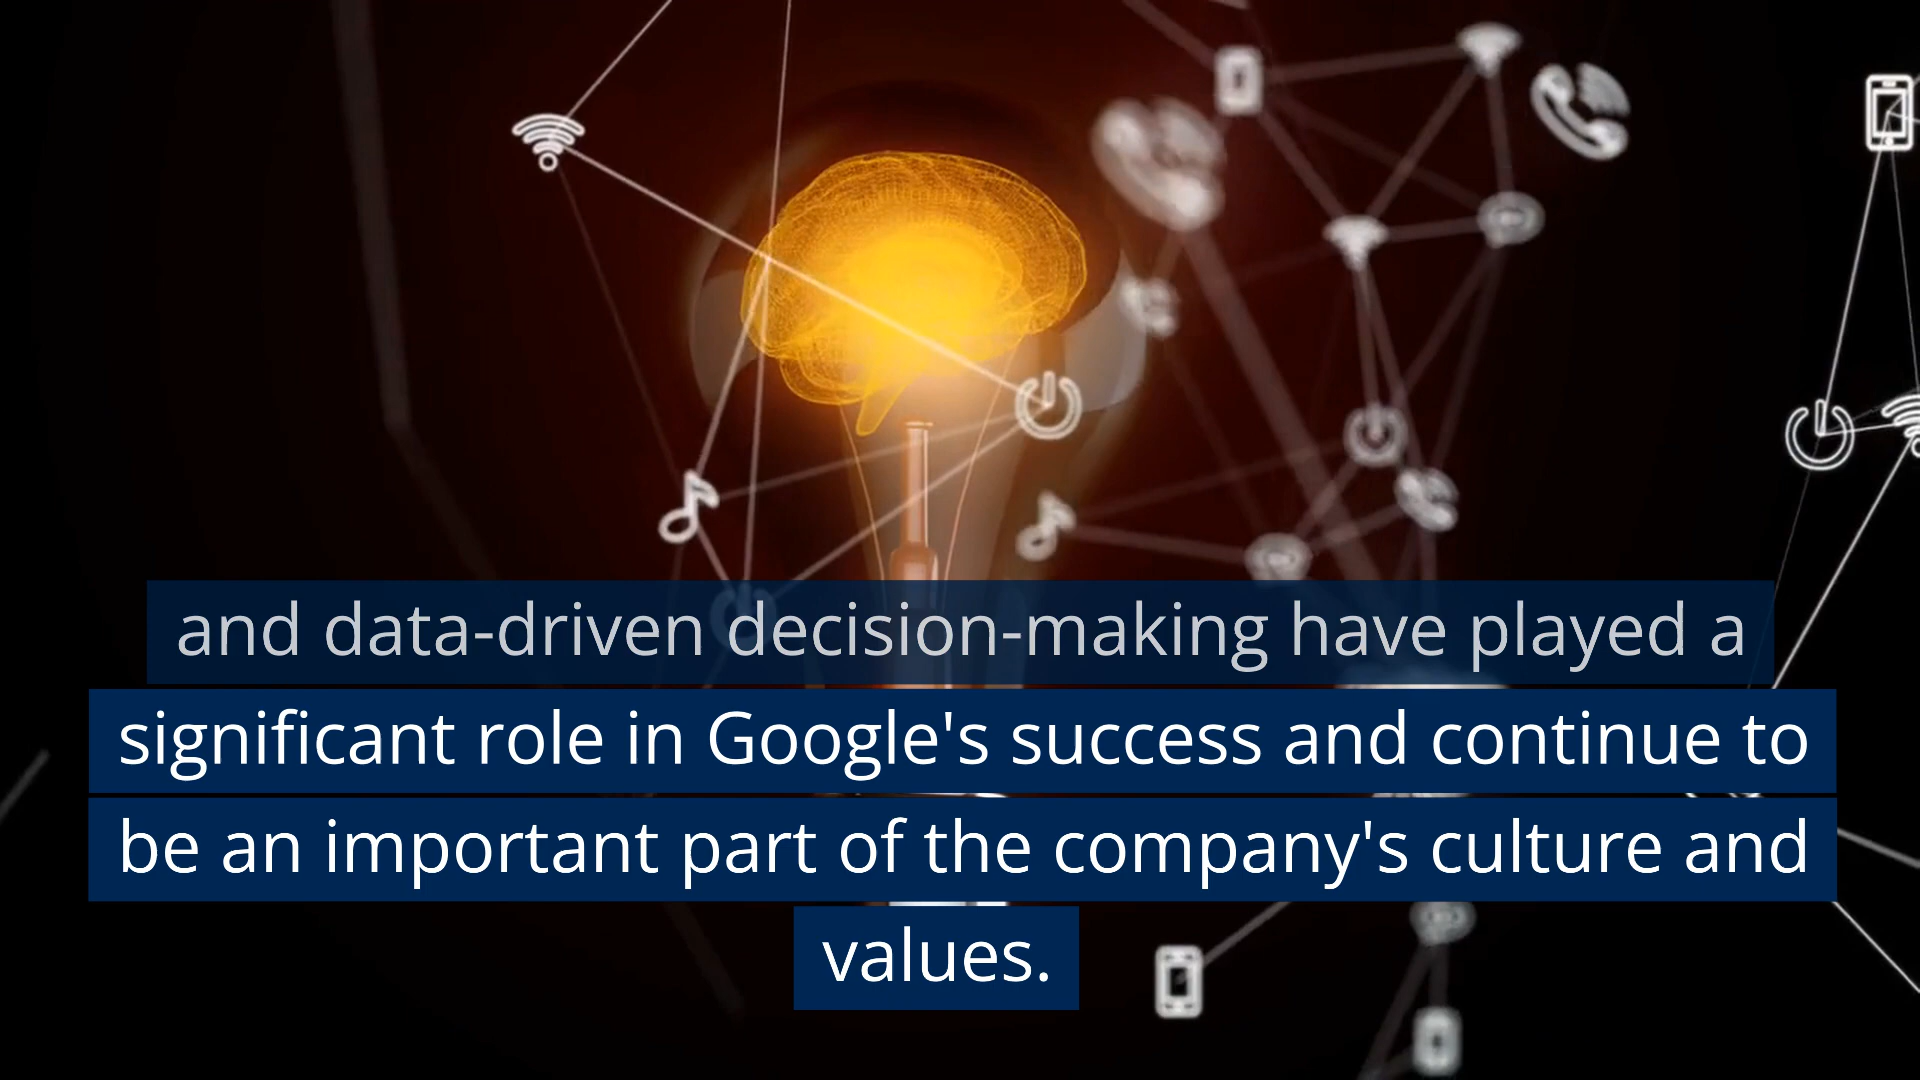 and data-driven decision-making have played a
significant role in Google's success and continue to
be an important part of the company's culture and
values.